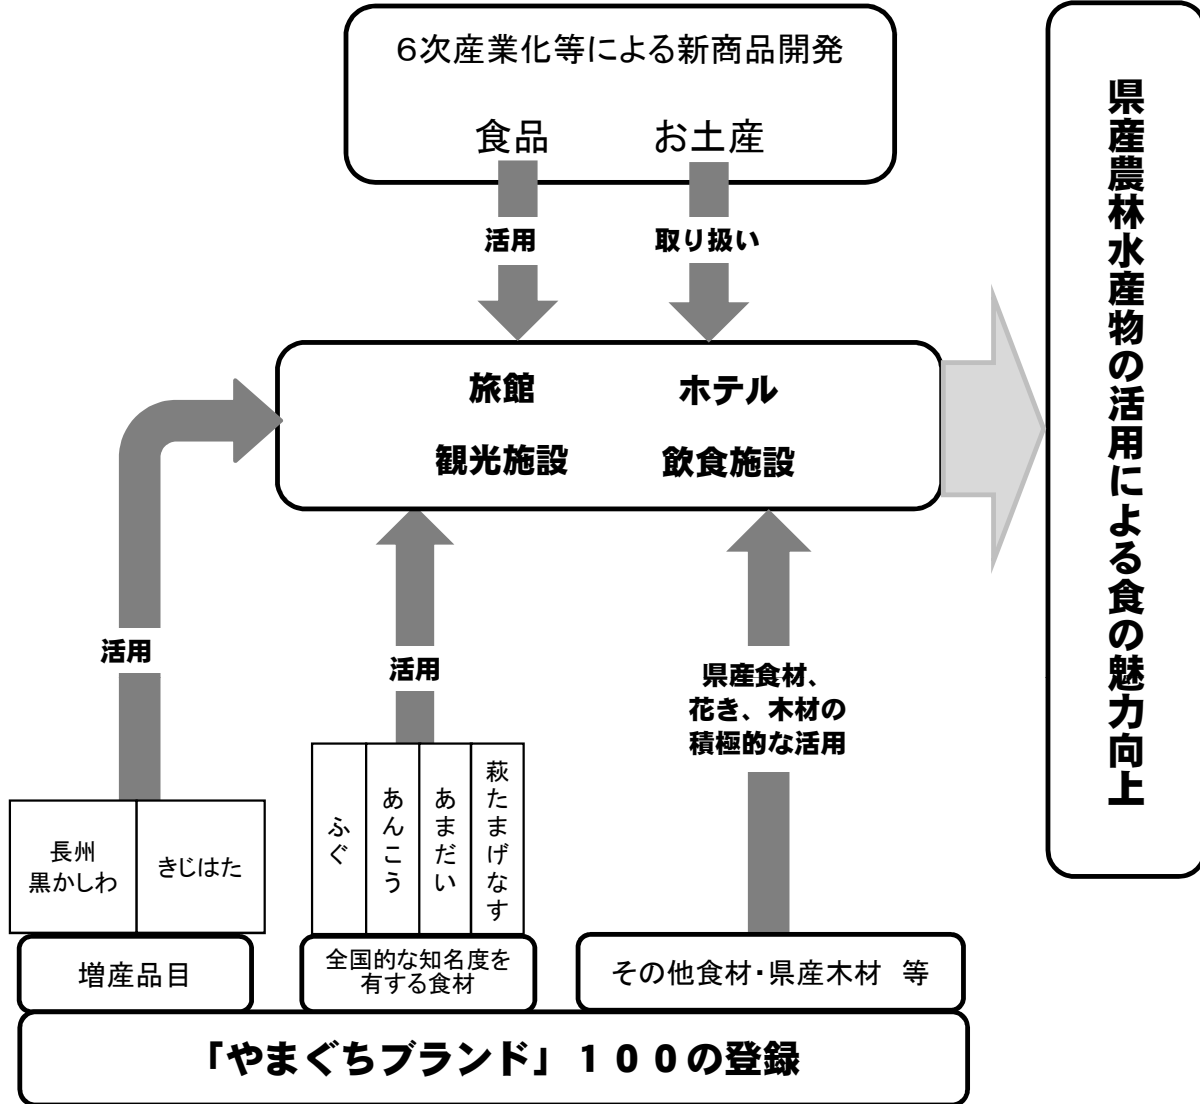 ６次産業化等による新商品開発
食品　お土産
活用
取り扱い
旅館　ホテル
観光施設　飲食施設
県産農林水産物の活用による食の魅力向上
活用
活用
県産食材、
花き、木材の
積極的な活用
長州
黒かしわ
きじはた
ふぐ
あんこう
あまだい
萩たまげなす
増産品目
全国的な知名度を
有する食材
その他食材・県産木材　等
「やまぐちブランド」１００の登録